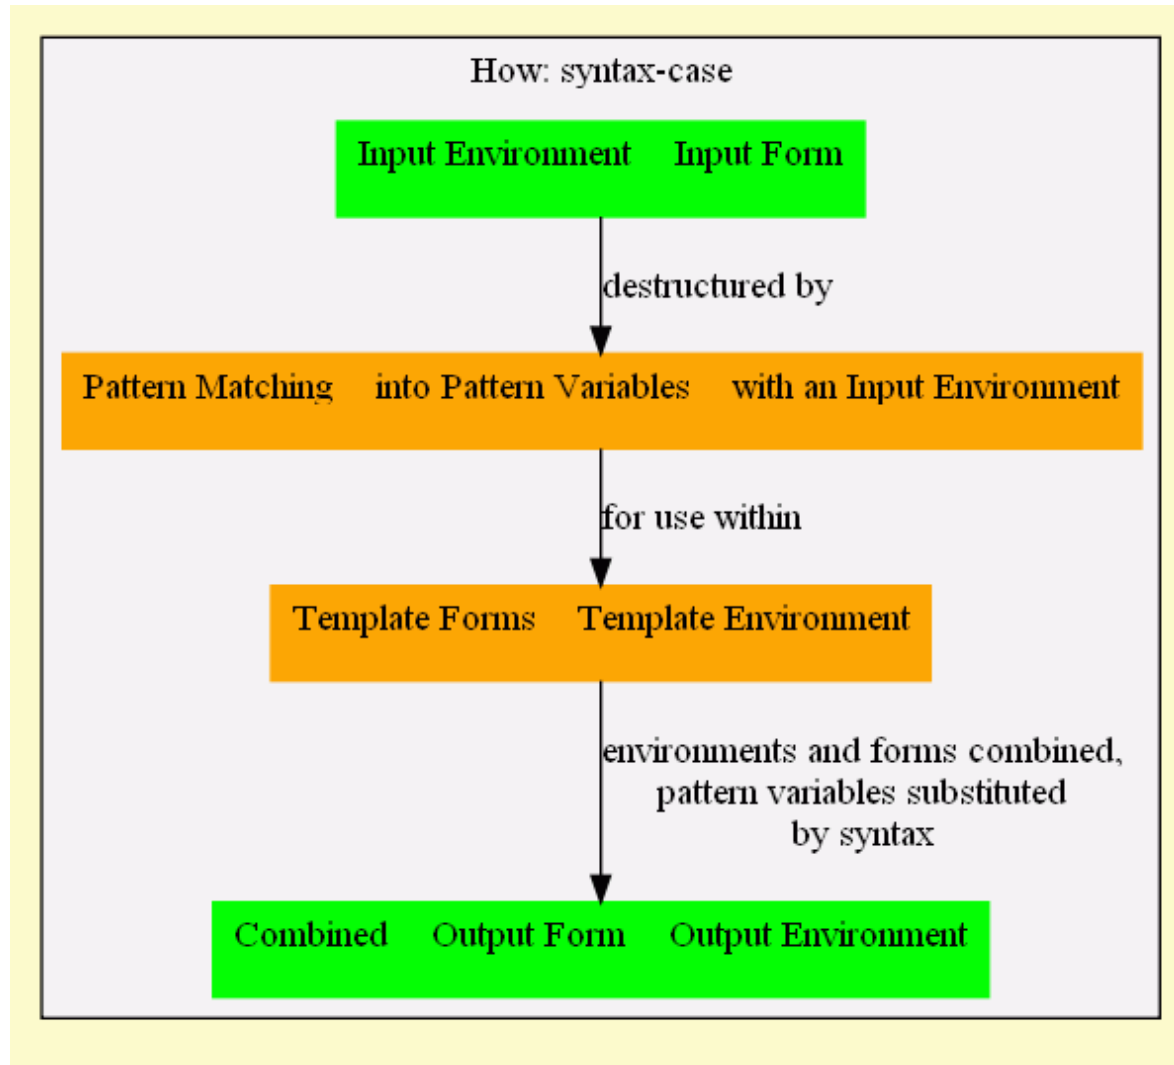 How: syntax-case
Input Environment Input Form
destructured by
Pattern Matching into Pattern Variables with an Input Environment
for use within
Template Forms Template Environment
environments and forms combined,
pattern variables substituted
by syntax
Combined Output Form Output Environment